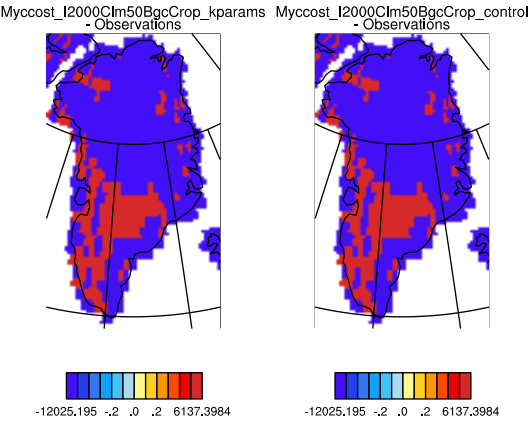 Myccost_I2000Clm50BgcCrop_kparams
- Observations
Myccost_I2000Clm50BgcCrop_control
- Observations
-12025.195 -.2 .0 .2 6137.3984
-12025.195 -.2 .0 .2 6137.3984